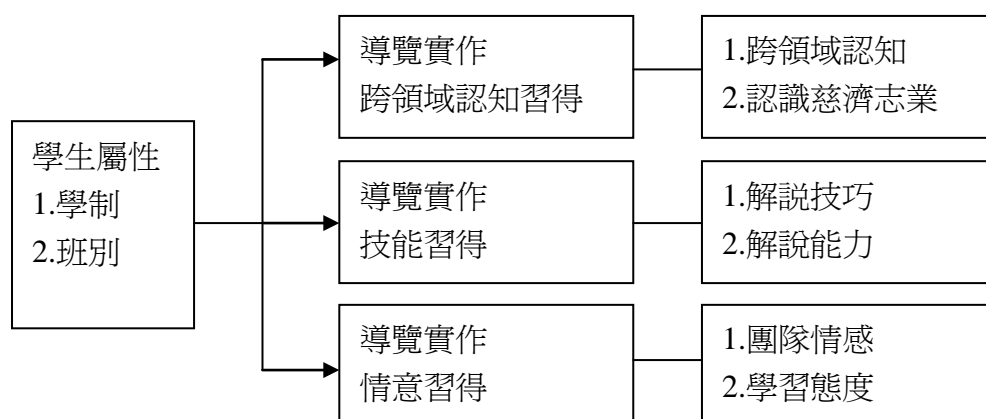 學生屬性
1.學制
2.班別
導覽實作
跨領域認知習得
1.跨領域認知
2.認識慈濟志業
導覽實作
技能習得
1.解說技巧
2.解說能力
導覽實作
情意習得
1.團隊情感
2.學習態度